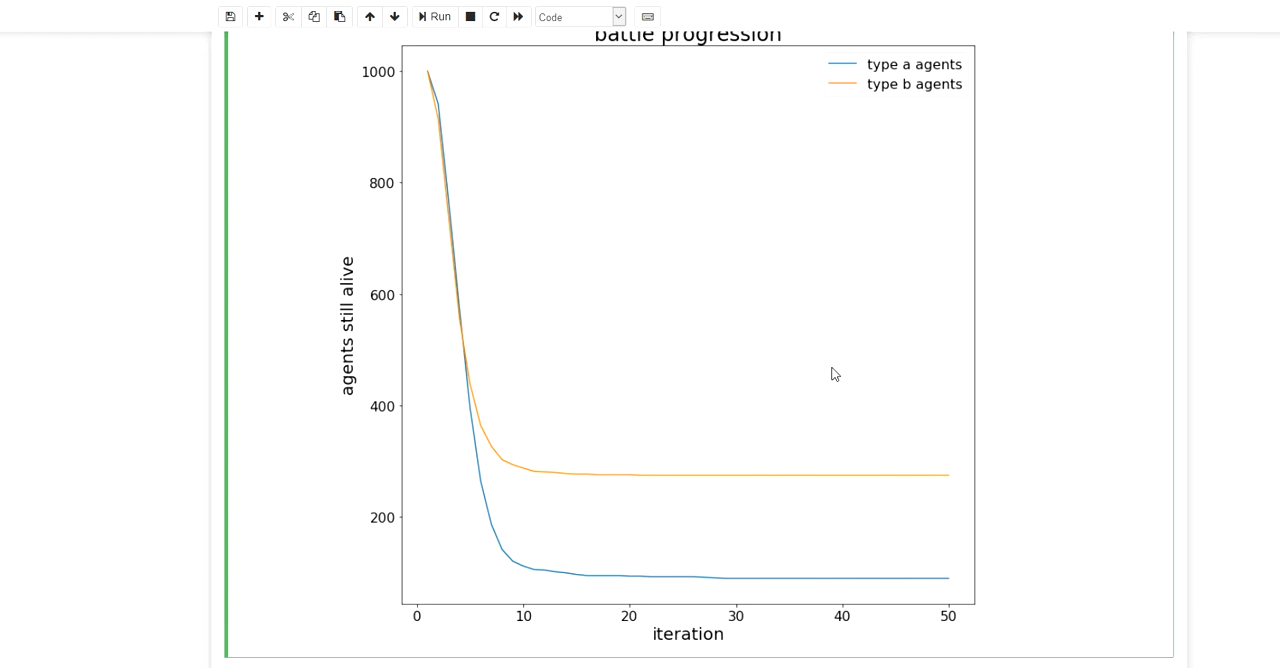 Run
Code
battle progression
type a agents
type b agents
1000
800
600
400
200
agents still alive
0 10 20 30 40 50
iteration